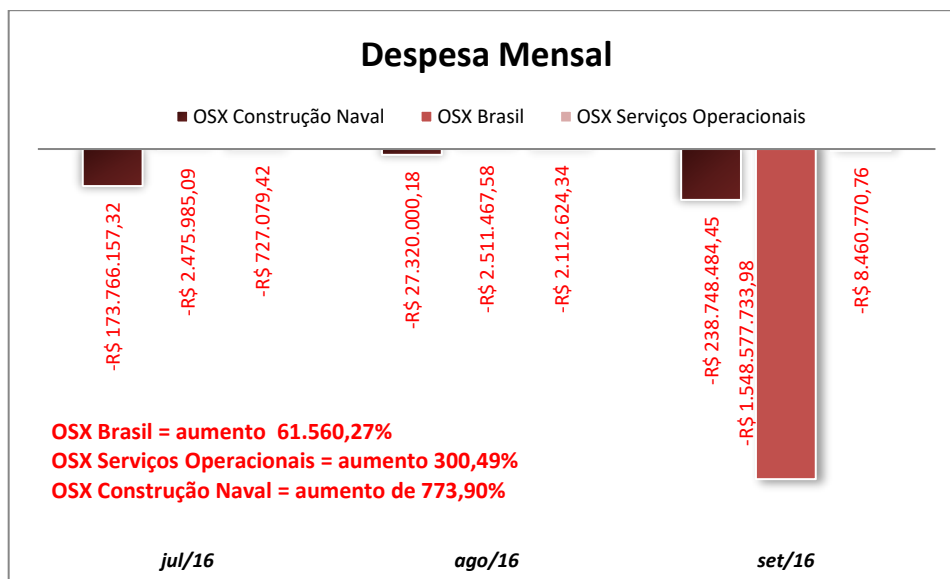 Despesa Mensal
OSX Construção Naval OSX Brasil OSX Serviços Operacionais
-R$ 173.766.157,32
-R$ 2.475.985,09
-R$ 727.079,42
-R$ 27.320.000,18
-R$ 2.511.467,58
-R$ 2.112.624,34
-R$ 238.748.484,45
-R$ 1.548.577.733,98
-R$ 8.460.770,76
OSX Brasil = aumento 61.560,27%
OSX Serviços Operacionais = aumento 300,49%
OSX Construção Naval = aumento de 773,90%
jul/16 ago/16 set/16